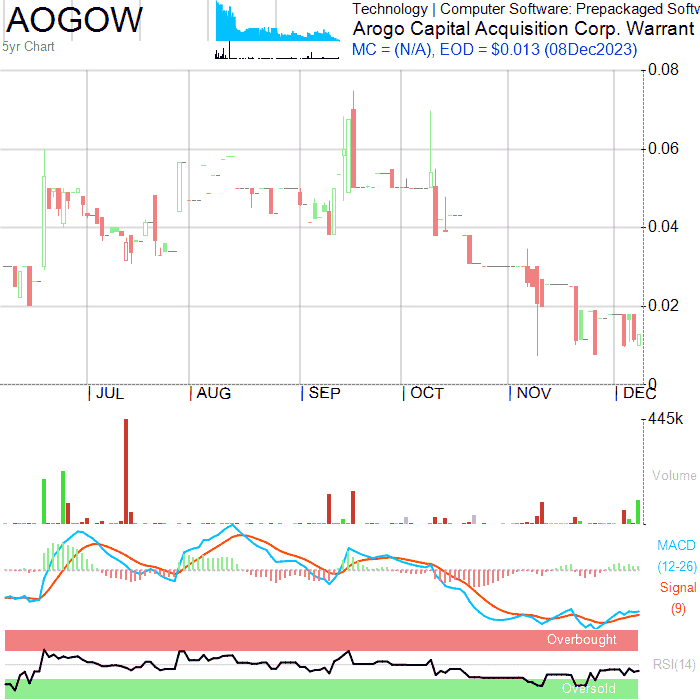 AOGOW
5yr Chart
Technology | Computer Software: Prepackaged Softw
Arogo Capital Acquisition Corp. Warrant
MC = (N/A), EOD = $0.013 (08Dec2023)
0.08
0.06
0.04
0.02
0
JUL AUG SEP OCT NOV DEC
445k
Volume
MACD
(12-26)
Signal
(9)
Overbought
RSI(14)
Oversold